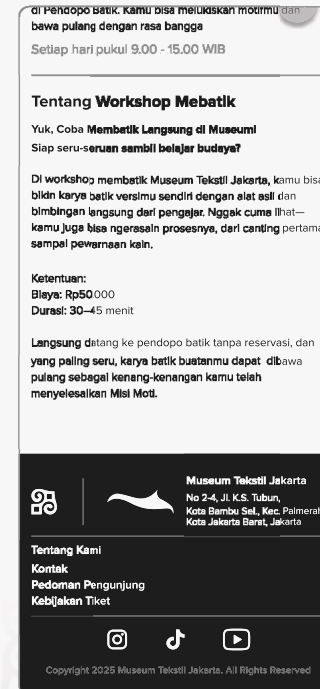 di Pendopo Batik. Kamu bisa melukiskan motifmu dan
bawa pulang dengan rasa bangga
Setiap hari pukul 9.00 - 15.00 WIB
Tentang Workshop Mebatik
Yuk, Coba Membatik Langsung di Museum!
Siap seru-seruan sambil belajar budaya?
Di workshop membatik Museum Tekstil Jakarta, kamu bisa
bikin karya batik versimu sendiri dengan alat asli dan
bimbingan langsung dari pengajar. Nggak cuma lihat—
kamu juga bisa ngerasain prosesnya, dari canting pertama
sampai pewarnaan kain.
Ketentuan:
Biaya: Rp50.000
Durasi: 30–45 menit
Langsung datang ke pendopo batik tanpa reservasi, dan
yang paling seru, karya batik buatanmu dapat dibawa
pulang sebagai kenang-kenangan kamu telah
menyelesaikan Misi Moti.
Museum Tekstil Jakarta
No 2-4, Jl. K.S. Tubun,
Kota Bambu Sel., Kec. Palmerah
Kota Jakarta Barat, Jakarta
Tentang Kami
Kontak
Pedoman Pengunjung
Kebijakan Tiket
Copyright 2025 Museum Tekstil Jakarta. All Rights Reserved